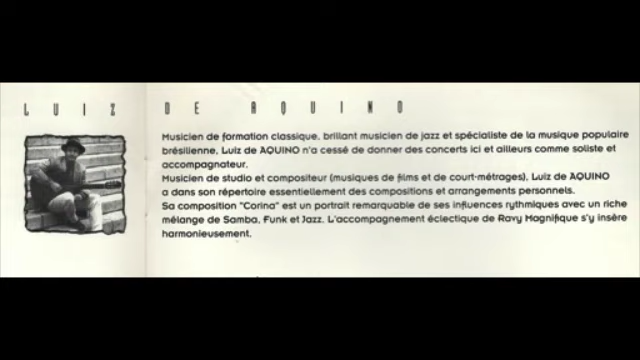 LUIZ DE AQUINO
Musicien de formation classique, brillant musicien de jazz et spécialiste de la musique populaire
brésilienne, Luiz de AQUINO n'a cessé de donner des concerts ici et ailleurs comme soliste et
accompagnateur.
Musicien de studio et compositeur (musiques de films et de court-métrages), Luiz de AQUINO
a dans son répertoire essentiellement des compositions et arrangements personnels.
Sa composition "Corina" est un portrait remarquable de ses influences rythmiques avec un riche
mélange de Samba, Funk et Jazz. L'accompagnement éclectique de Ravy Magnifique s'y insère
harmonieusement.